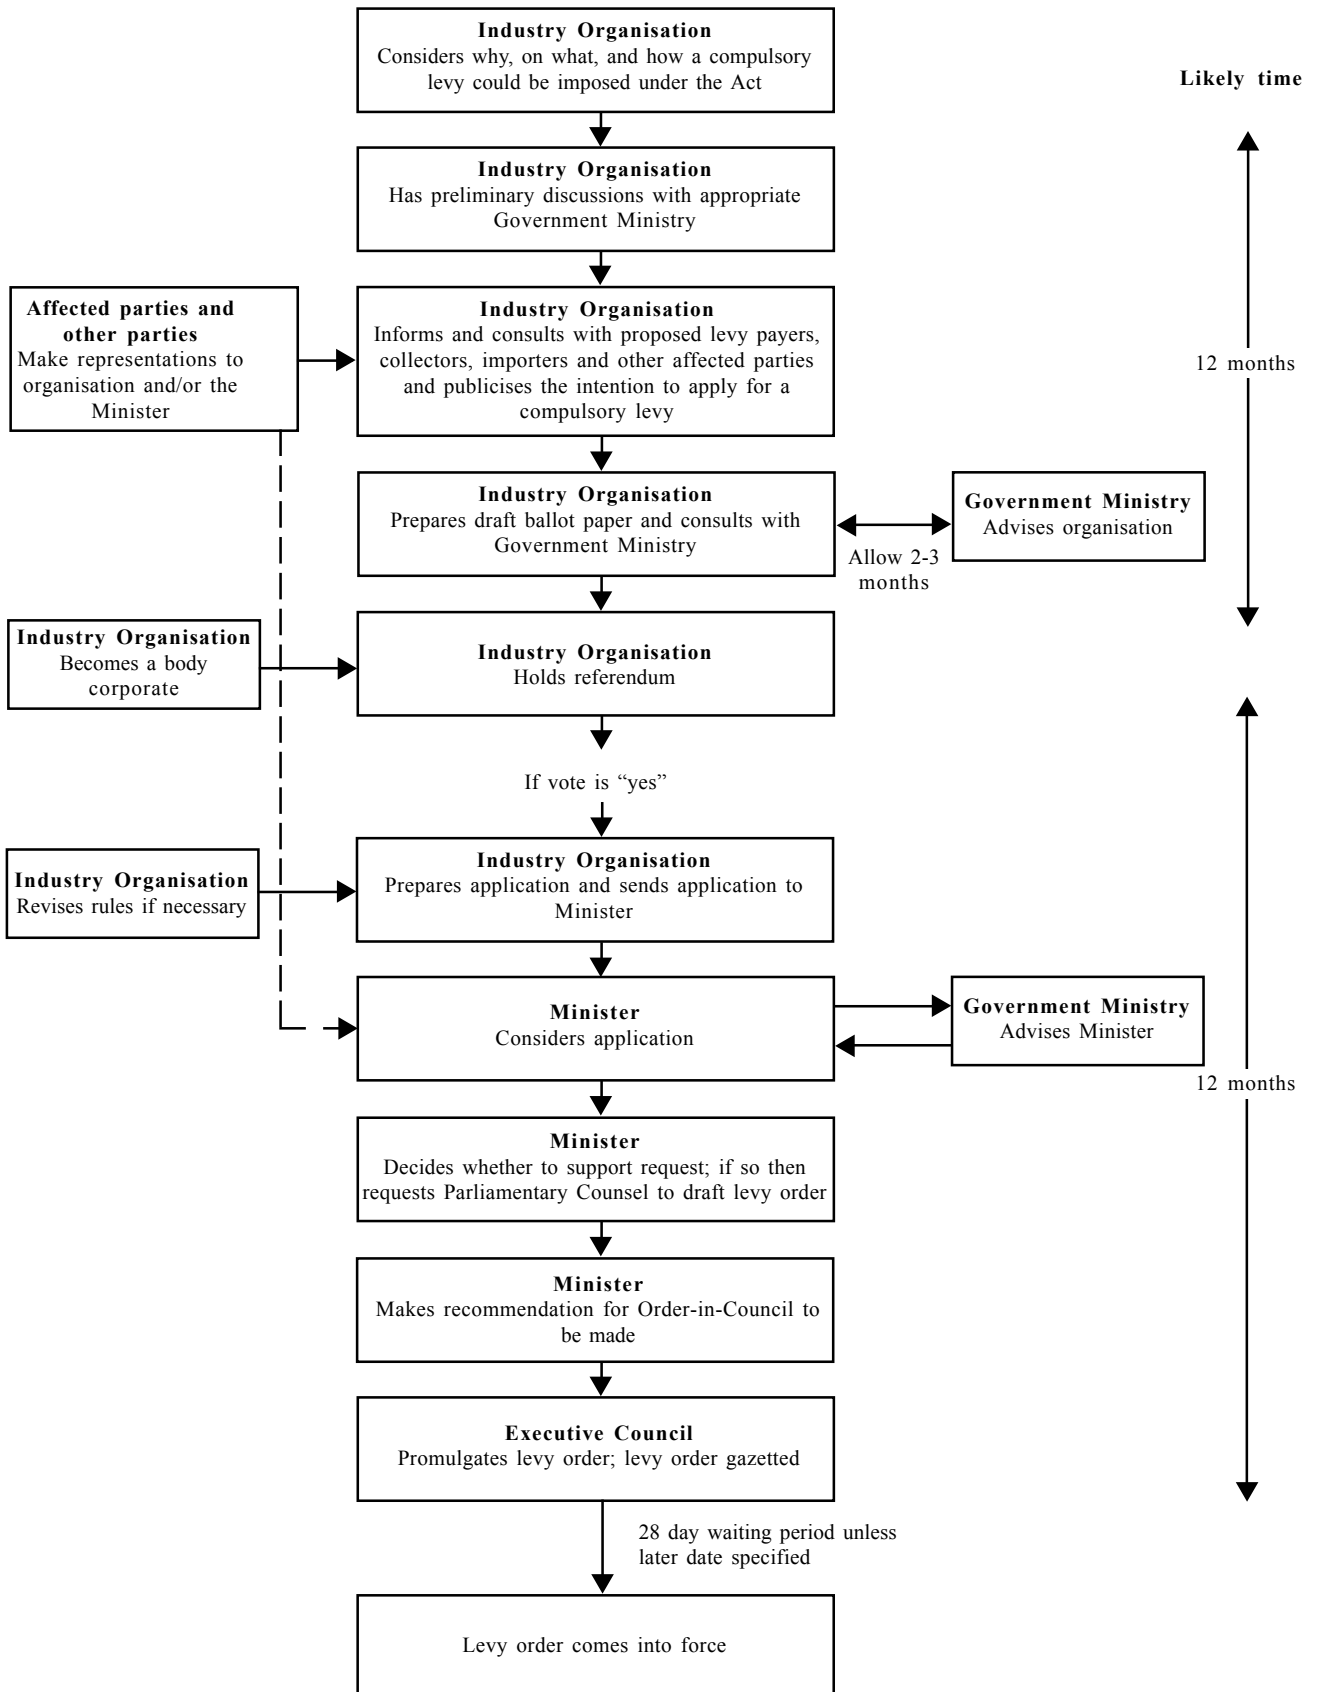 Industry Organisation
Considers why, on what, and how a compulsory
levy could be imposed under the Act
Likely time
Industry Organisation
Has preliminary discussions with appropriate
Government Ministry
Affected parties and
other parties
Make representations to
organisation and/or the
Minister
Industry Organisation
Informs and consults with proposed levy payers,
collectors, importers and other affected parties
and publicises the intention to apply for a
compulsory levy
12 months
Industry Organisation
Prepares draft ballot paper and consults with
Government Ministry
Allow 2-3
months
Government Ministry
Advises organisation
Industry Organisation
Becomes a body
corporate
Industry Organisation
Holds referendum
If vote is “yes”
Industry Organisation
Revises rules if necessary
Industry Organisation
Prepares application and sends application to
Minister
Minister
Considers application
Government Ministry
Advises Minister
12 months
Minister
Decides whether to support request; if so then
requests Parliamentary Counsel to draft levy order
Minister
Makes recommendation for Order-in-Council to
be made
Executive Council
Promulgates levy order; levy order gazetted
28 day waiting period unless
later date specified
Levy order comes into force